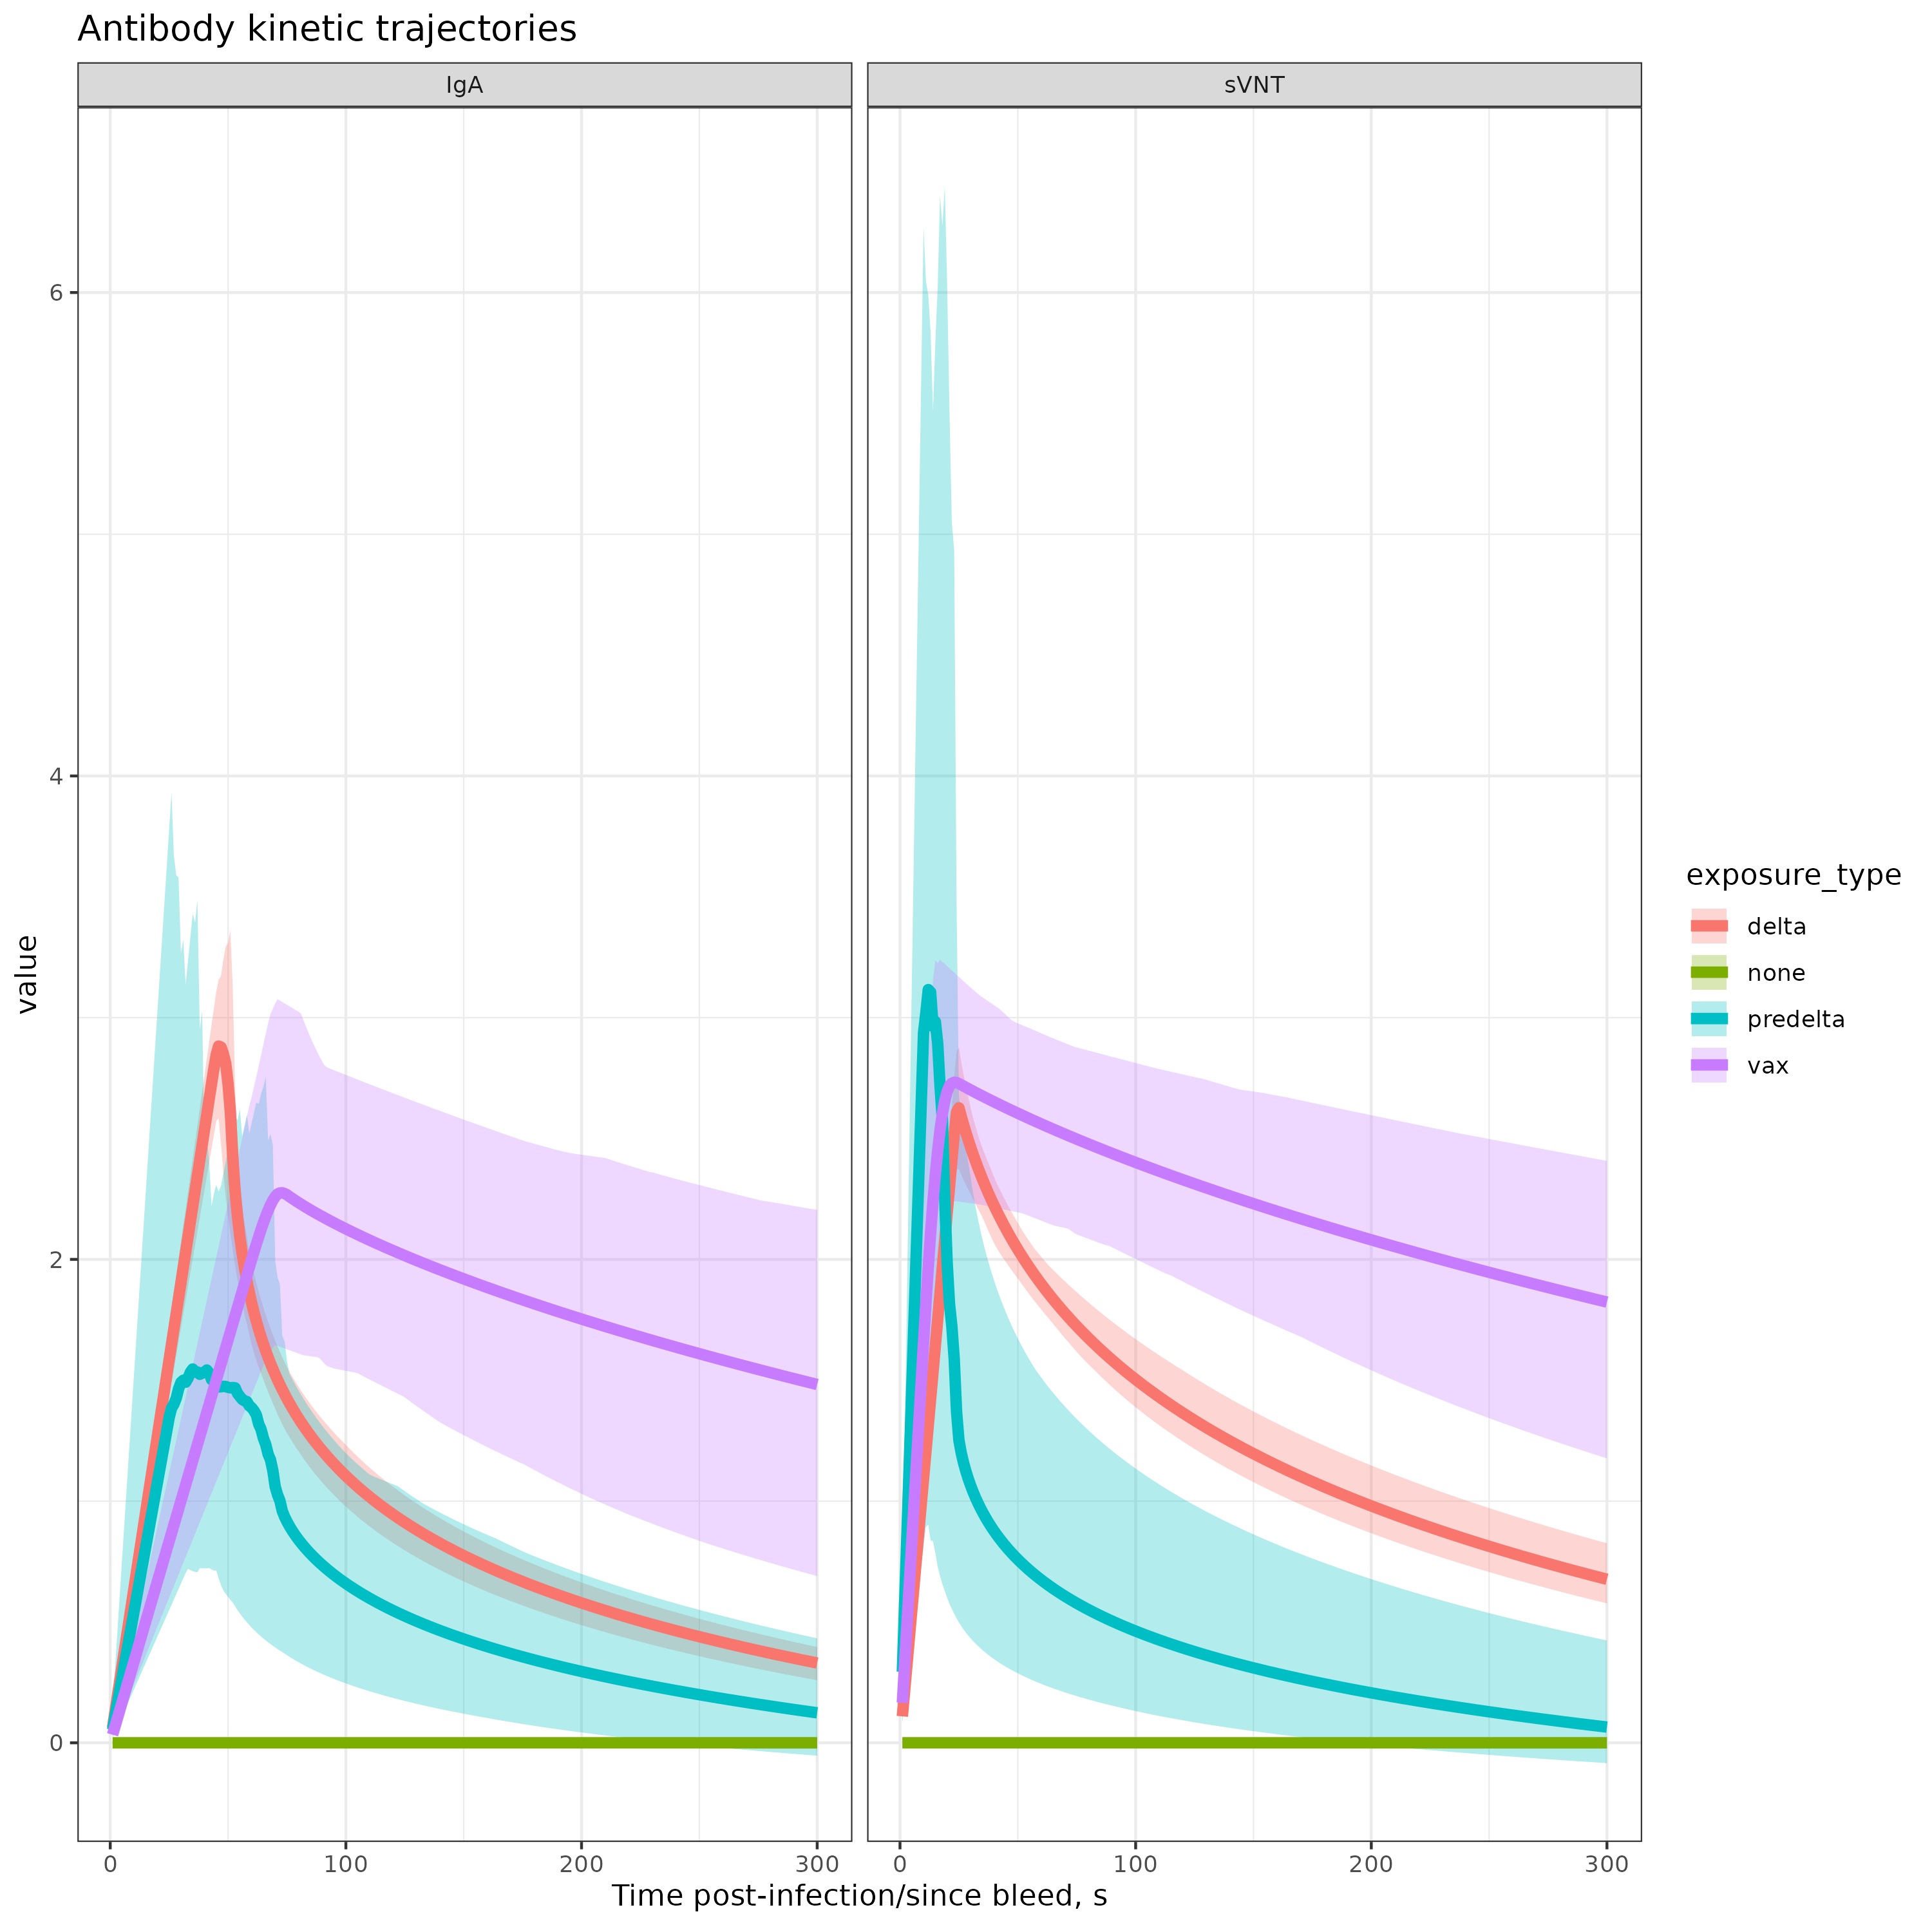 Antibody kinetic trajectories
IgA
sVNT
value
6
4
2
0
0 100 200 300
0 100 200 300
Time post-infection/since bleed, s
exposure_type
delta
none
predelta
vax